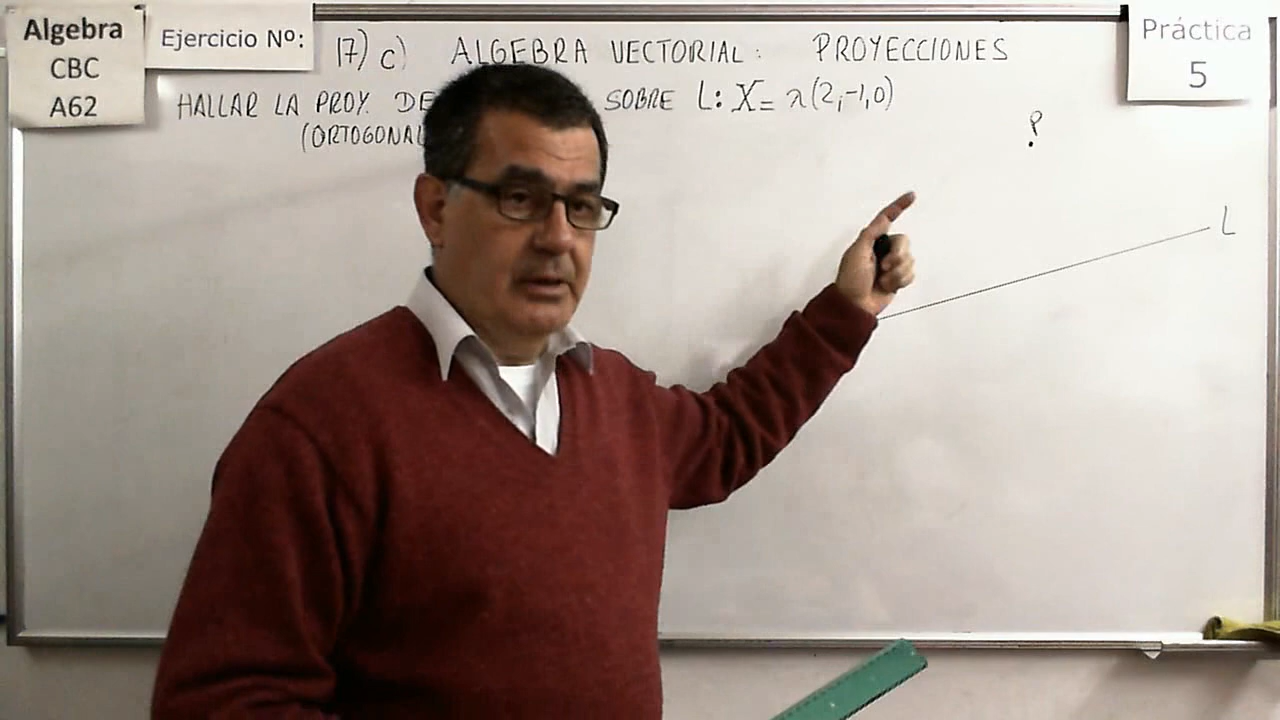 Algebra
CBC
A62
Ejercicio Nº:
17) c) ALGEBRA VECTORIAL: PROYECCIONES
Práctica
5
HALLAR LA PROY. DE SOBRE L: X = λ(2,-1,0)
(ORTOGONAL
P
L